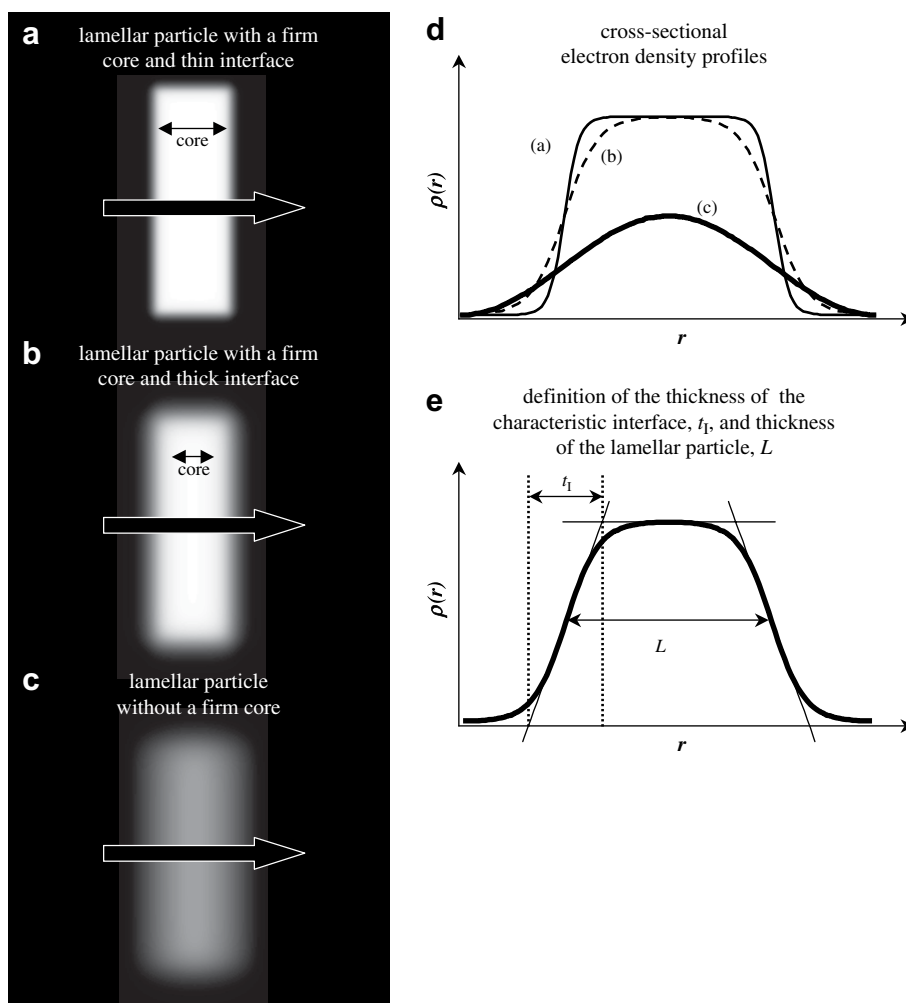 a
lamellar particle with a firm
core and thin interface
core
b
lamellar particle with a firm
core and thick interface
core
c
lamellar particle
without a firm core
d
cross-sectional
electron density profiles
(a)
(b)
(c)
ρ(r)
r
e
definition of the thickness of the
characteristic interface, tI, and thickness
of the lamellar particle, L
tI
L
ρ(r)
r